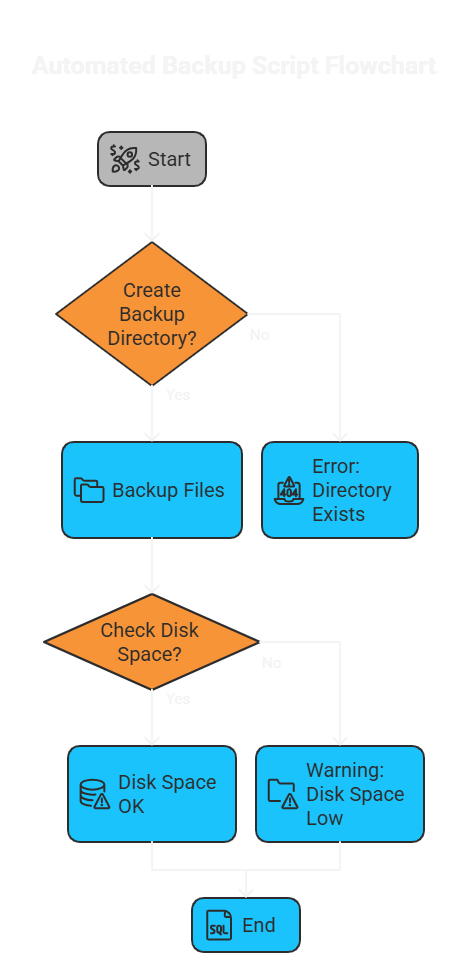 Automated Backup Script Flowchart
Start
Create
Backup
Directory?
No
Yes
Backup Files
Error:
Directory
Exists
404
Check Disk
Space?
No
Yes
Disk Space
OK
Warning:
Disk Space
Low
SQL
End